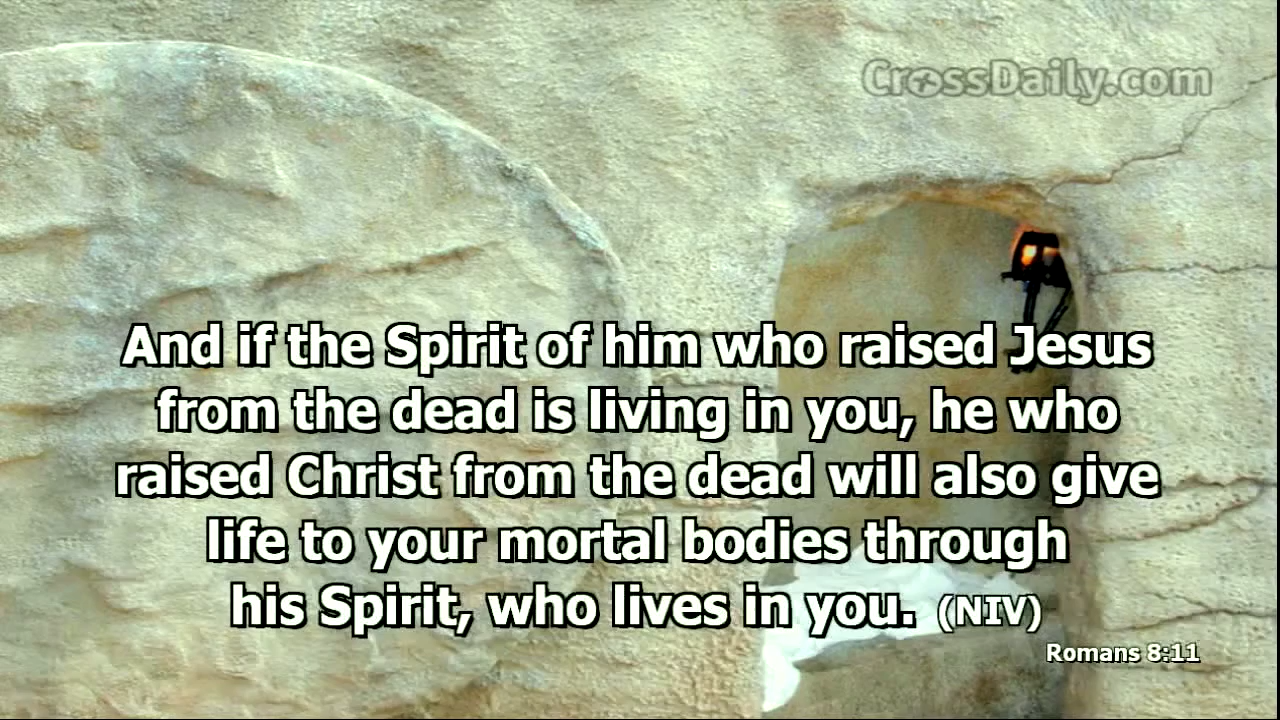 CrossDaily.com
And if the Spirit of him who raised Jesus
from the dead is living in you, he who
raised Christ from the dead will also give
life to your mortal bodies through
his Spirit, who lives in you. (NIV)
Romans 8:11